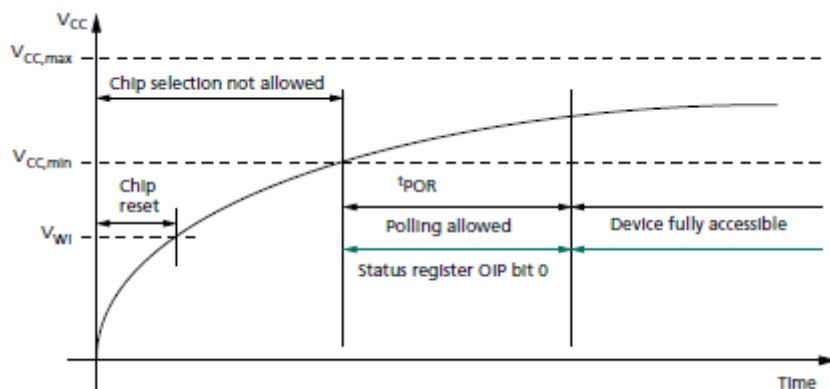 VCC
VCC,max
Chip selection not allowed
VCC,min
Chip
reset
tPOR
VWI
Polling allowed
Device fully accessible
Status register OIP bit 0
Time